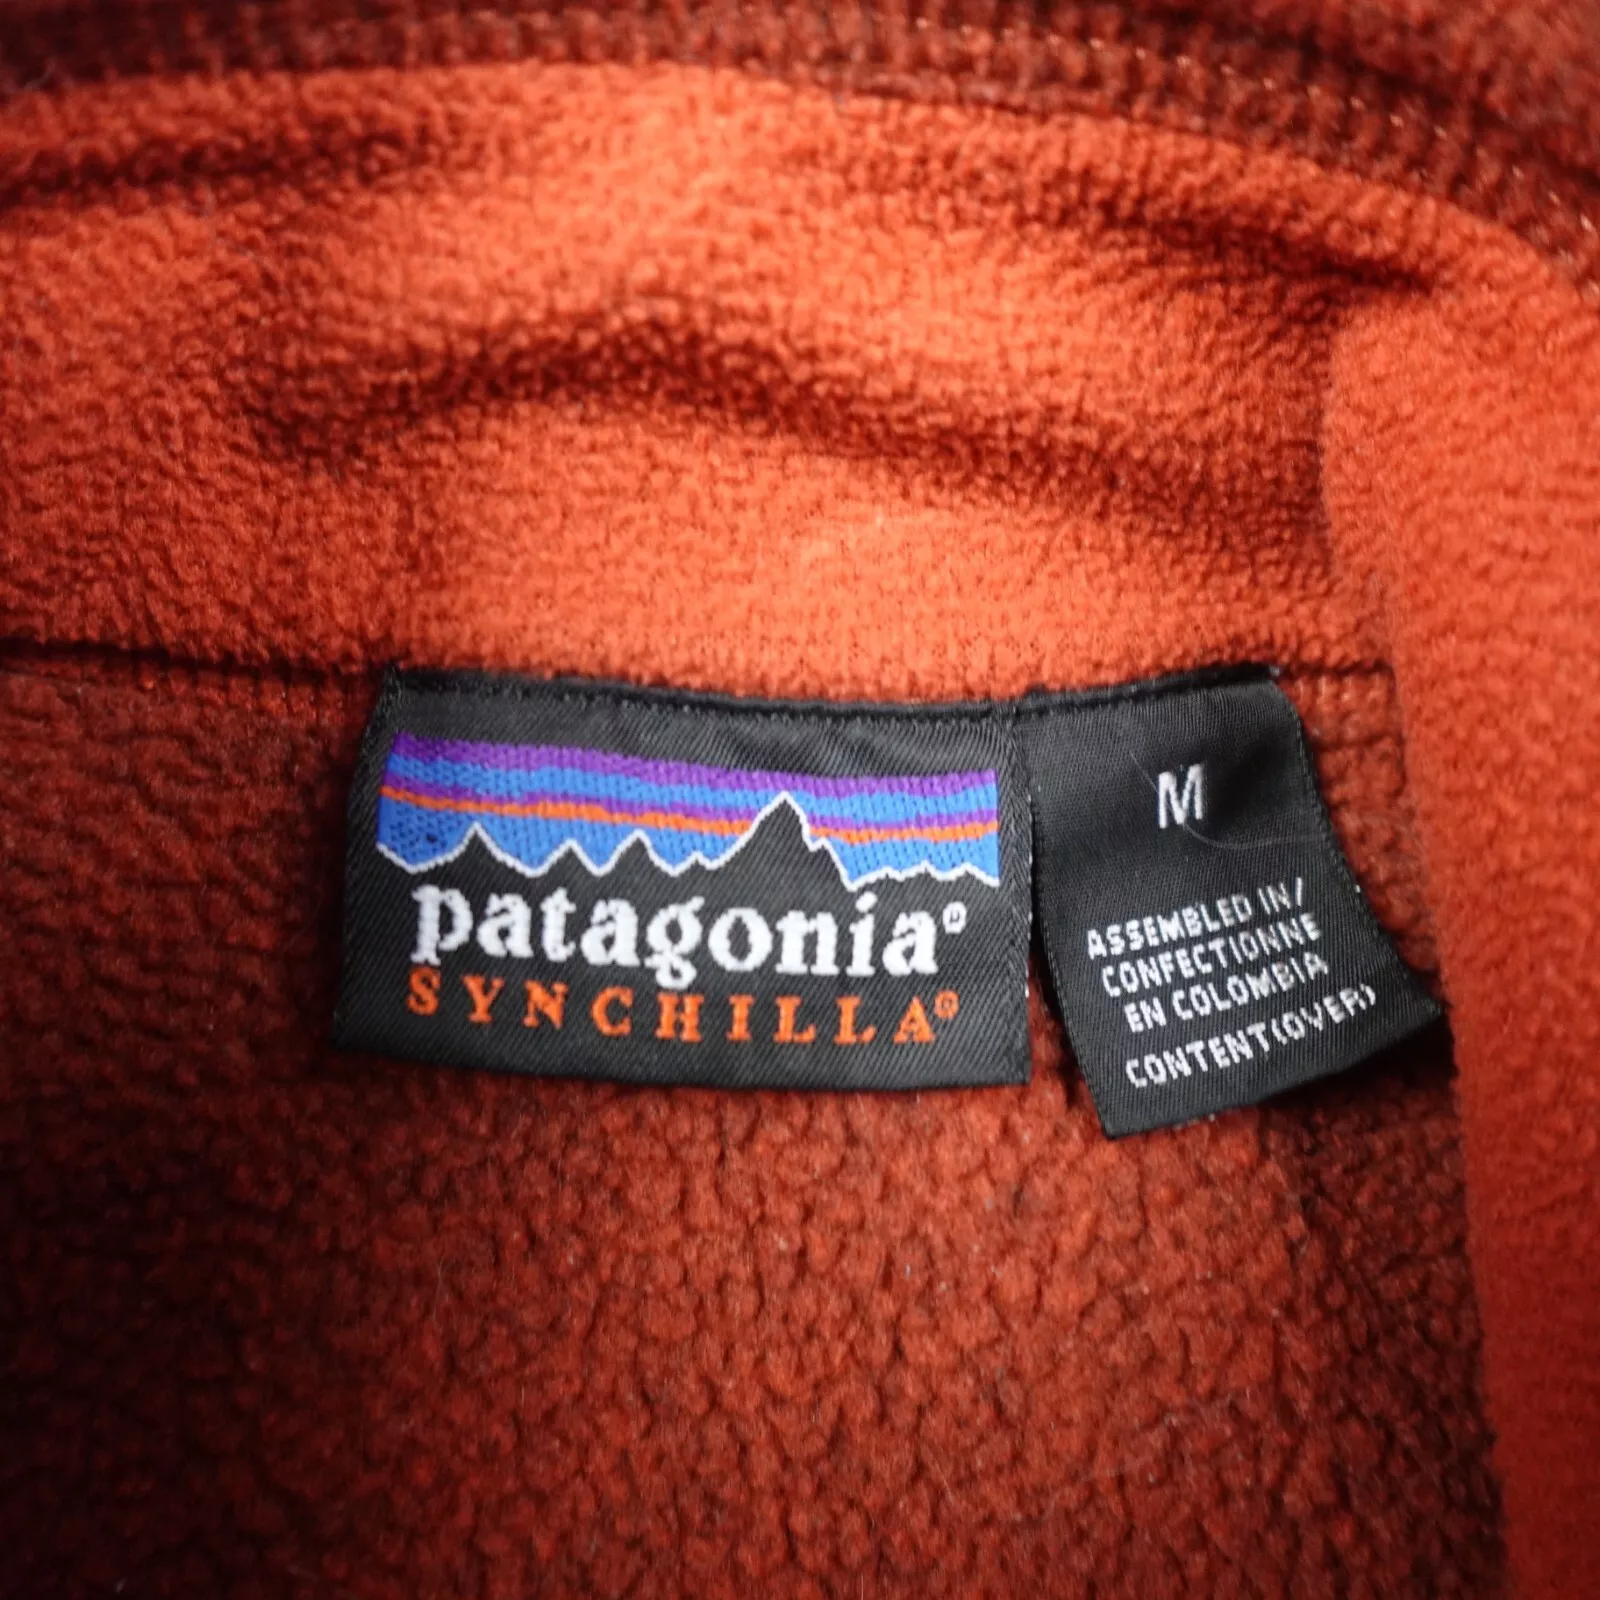 patagonia®
SYNCHILLA®
M
ASSEMBLED IN/
CONFECTIONNE
EN COLOMBIA
CONTENT(OVER)